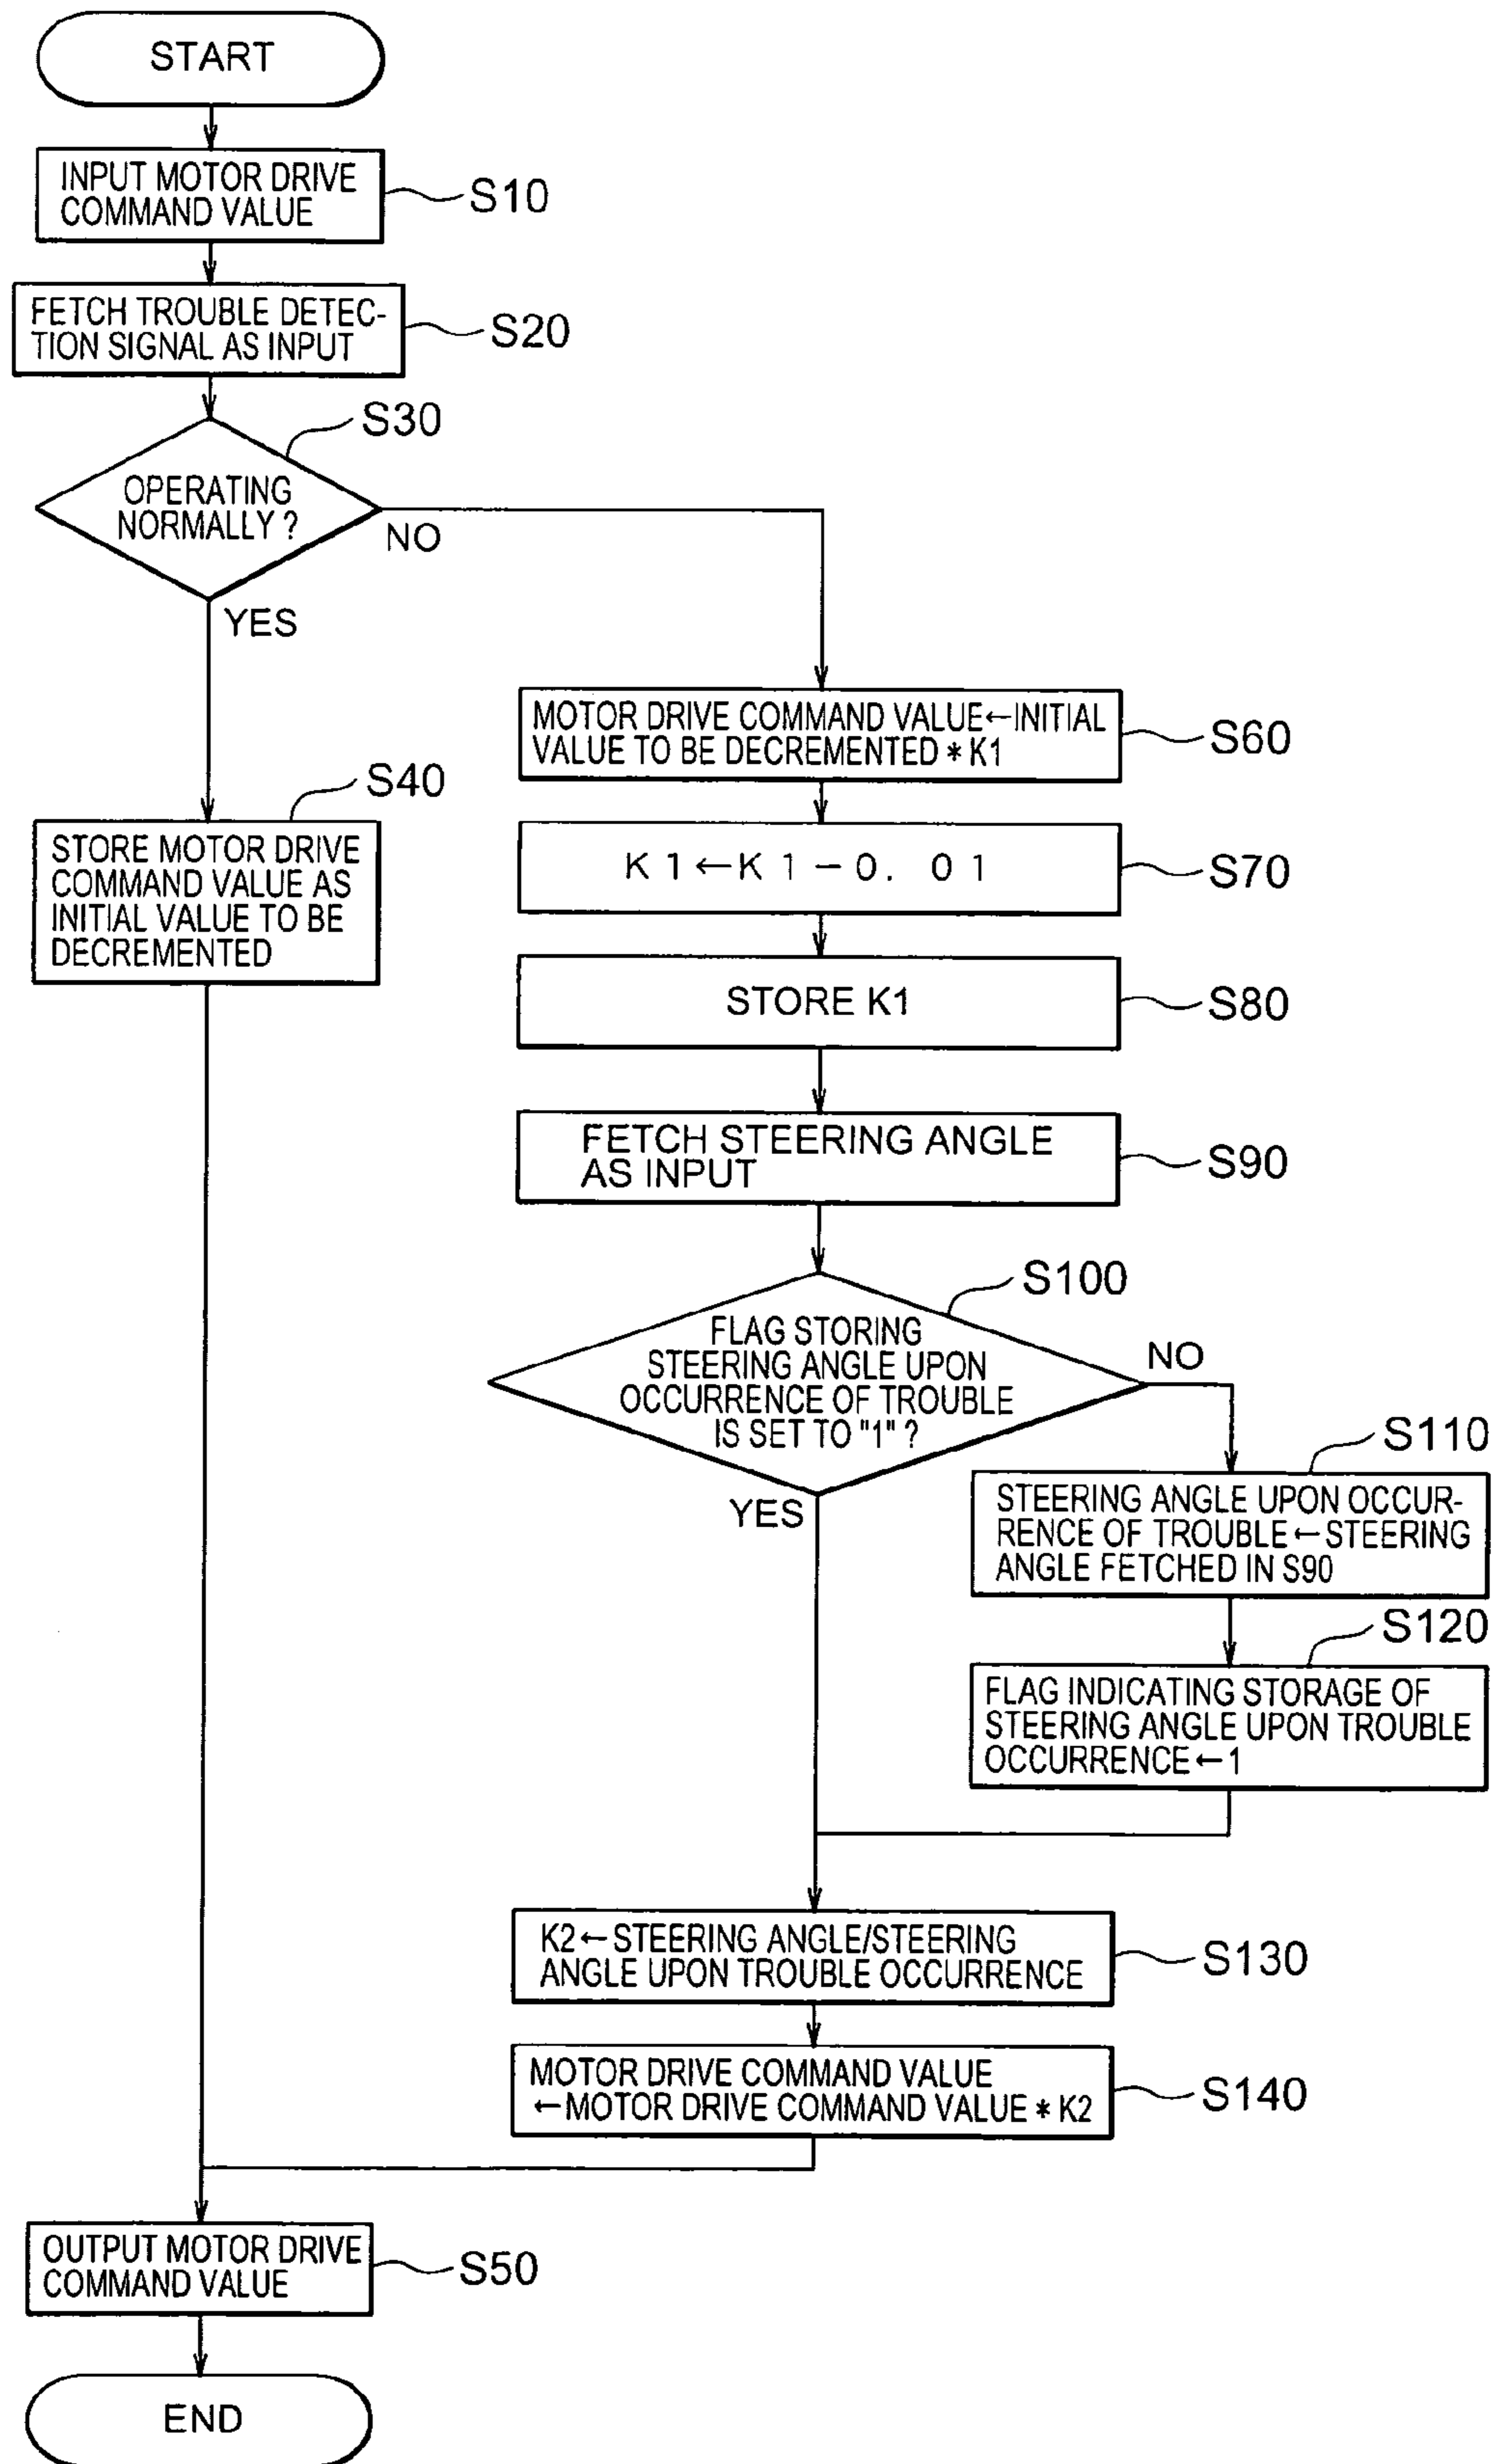 START
INPUT MOTOR DRIVE
COMMAND VALUE
S10
FETCH TROUBLE DETEC-
TION SIGNAL AS INPUT
S20
S30
OPERATING
NORMALLY ?
NO
YES
MOTOR DRIVE COMMAND VALUE←INITIAL
VALUE TO BE DECREMENTED * K1
S60
S40
STORE MOTOR DRIVE
COMMAND VALUE AS
INITIAL VALUE TO BE
DECREMENTED
K 1 ← K 1 − 0. 0 1
S70
STORE K1
S80
FETCH STEERING ANGLE
AS INPUT
S90
S100
FLAG STORING
STEERING ANGLE UPON
OCCURRENCE OF TROUBLE
IS SET TO "1" ?
NO
YES
S110
STEERING ANGLE UPON OCCUR-
RENCE OF TROUBLE ← STEERING
ANGLE FETCHED IN S90
S120
FLAG INDICATING STORAGE OF
STEERING ANGLE UPON TROUBLE
OCCURRENCE ← 1
K2 ← STEERING ANGLE/STEERING
ANGLE UPON TROUBLE OCCURRENCE
S130
MOTOR DRIVE COMMAND VALUE
← MOTOR DRIVE COMMAND VALUE * K2
S140
OUTPUT MOTOR DRIVE
COMMAND VALUE
S50
END